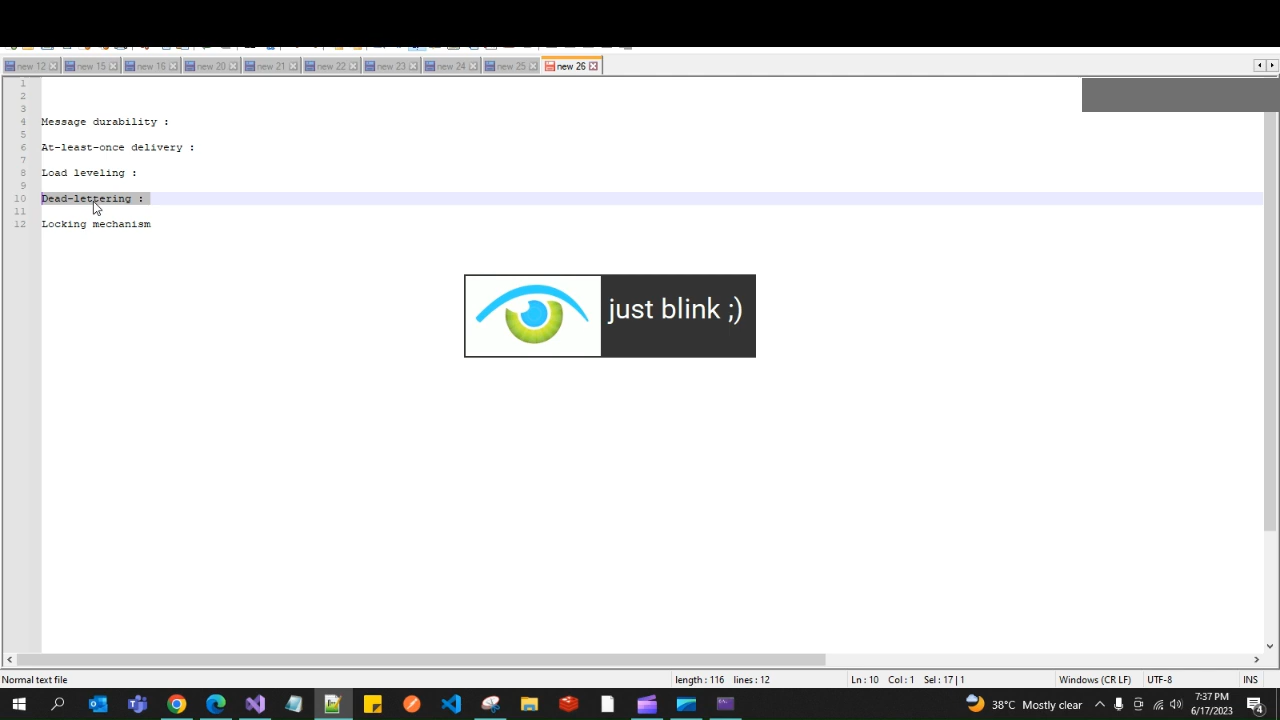 new 12
new 15
new 16
new 20
new 21
new 22
new 23
new 24
new 25
new 26
1
2
3
4 Message durability :
5
6 At-least-once delivery :
7
8 Load leveling :
9
10 Dead-lettering :
11
12 Locking mechanism
just blink ;)
Normal text file
length : 116 lines : 12
Ln : 10 Col : 1 Sel : 17 | 1
Windows (CR LF)
UTF-8
INS
38°C Mostly clear
7:37 PM
6/17/2023
4